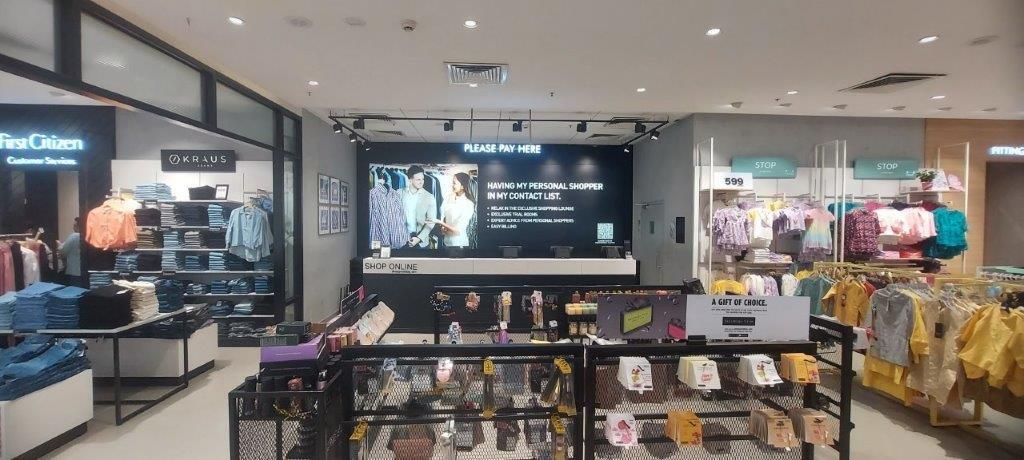 First Citizen
Customer Services
KRAUS
JEANS
PLEASE PAY HERE
HAVING MY PERSONAL SHOPPER
IN MY CONTACT LIST.
• RELAX IN THE EXCLUSIVE SHOPPING LOUNGE
• EXCLUSIVE TRIAL ROOMS
• EXPERT ADVICE FROM PERSONAL SHOPPERS
• EASY BILLING
SHOP ONLINE
599
STOP
STOP
FITTING
A GIFT OF CHOICE.